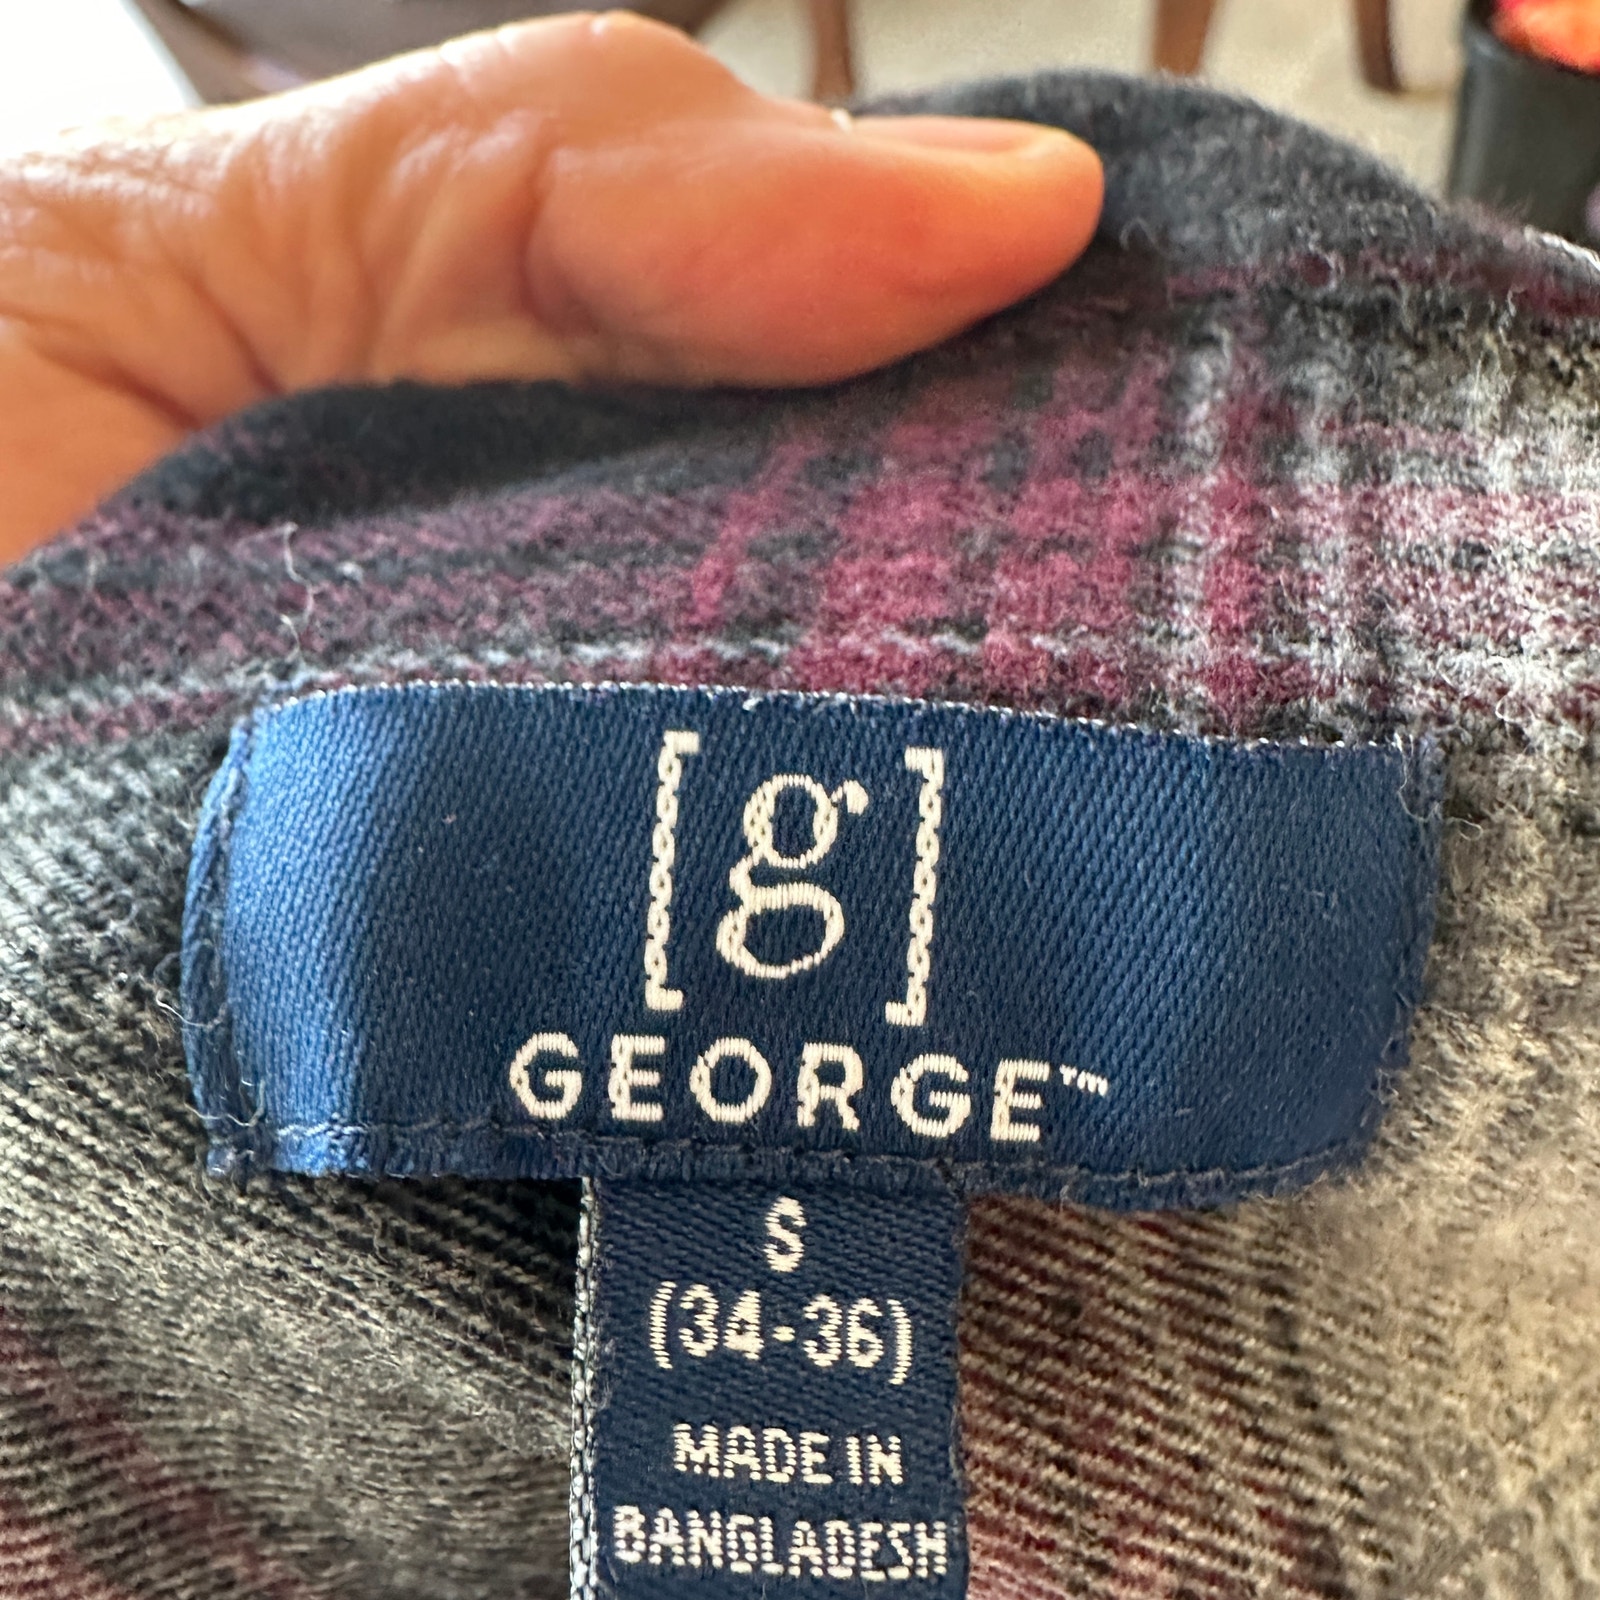 [g]
GEORGE™
S
(34-36)
MADE IN
BANGLADESH